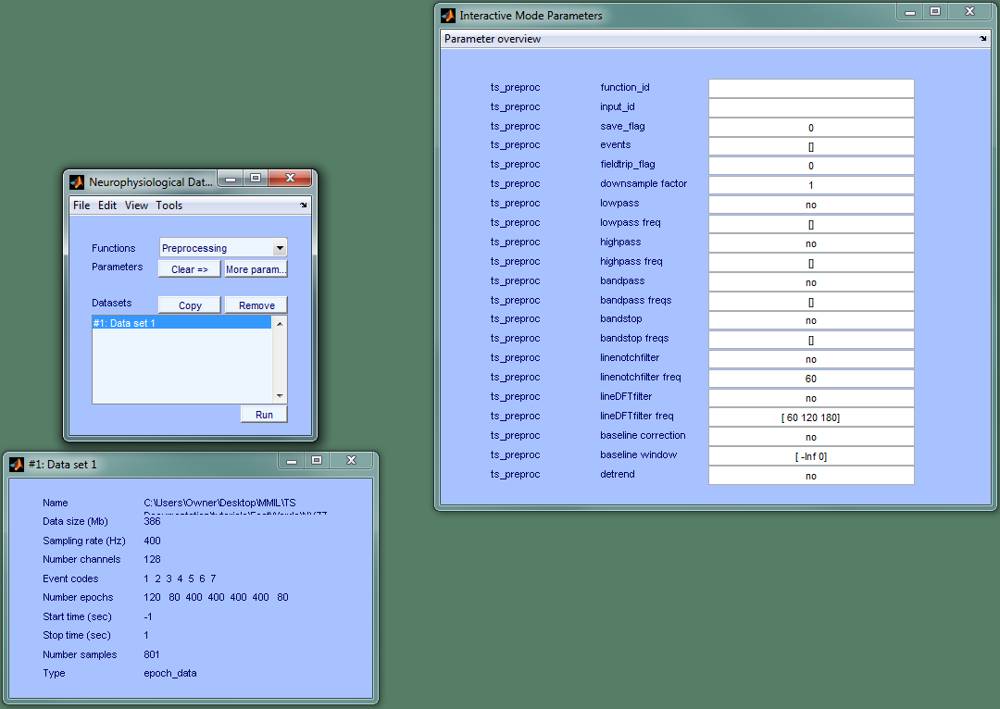 Neurophysiological Dat...
File Edit View Tools
Functions Preprocessing
Parameters Clear => More param...
Datasets Copy Remove
#1: Data set 1
Run
#1: Data set 1
Name C:\Users\Owner\Desktop\MMIL\TS
Data size (Mb) 386
Sampling rate (Hz) 400
Number channels 128
Event codes 1 2 3 4 5 6 7
Number epochs 120 80 400 400 400 400 80
Start time (sec) -1
Stop time (sec) 1
Number samples 801
Type epoch_data
Interactive Mode Parameters
Parameter overview
ts_preproc function_id
ts_preproc input_id
ts_preproc save_flag 0
ts_preproc events []
ts_preproc fieldtrip_flag 0
ts_preproc downsample factor 1
ts_preproc lowpass no
ts_preproc lowpass freq []
ts_preproc highpass no
ts_preproc highpass freq []
ts_preproc bandpass no
ts_preproc bandpass freqs []
ts_preproc bandstop no
ts_preproc bandstop freqs []
ts_preproc linenotchfilter no
ts_preproc linenotchfilter freq 60
ts_preproc lineDFTfilter no
ts_preproc lineDFTfilter freq [ 60 120 180]
ts_preproc baseline correction no
ts_preproc baseline window [ -Inf 0]
ts_preproc detrend no